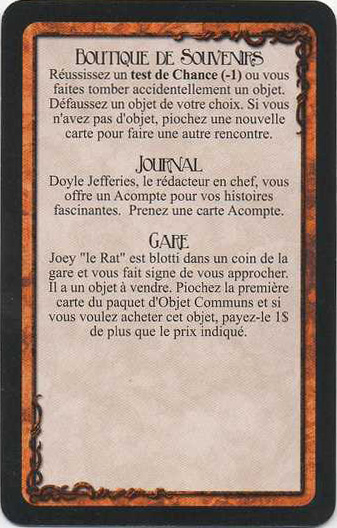 BOUTIQUE DE SOUVENIRS
Réussissez un test de Chance (-1) ou vous
faites tomber accidentellement un objet.
Défaussez un objet de votre choix. Si vous
n'avez pas d'objet, piochez une nouvelle
carte pour faire une autre rencontre.
JOURNAL
Doyle Jefferies, le rédacteur en chef, vous
offre un Acompte pour vos histoires
fascinantes. Prenez une carte Acompte.
GARE
Joey "le Rat" est blotti dans un coin de la
gare et vous fait signe de vous approcher.
Il a un objet à vendre. Piochez la première
carte du paquet d'Objet Communs et si
vous voulez acheter cet objet, payez-le 1$
de plus que le prix indiqué.